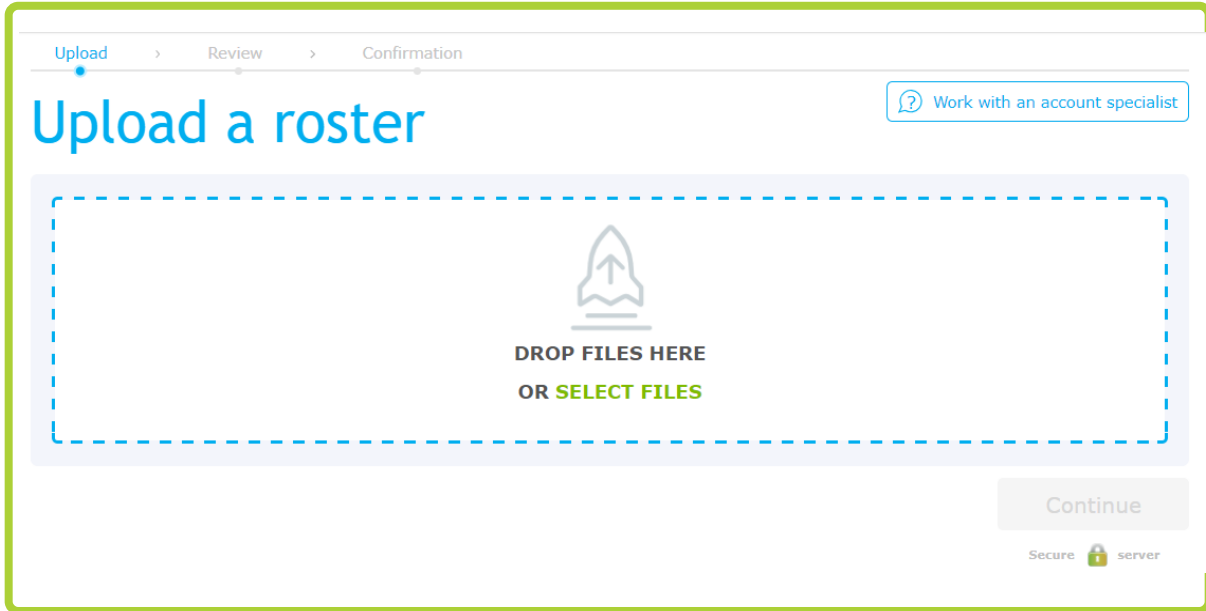 Upload > Review > Confirmation
Work with an account specialist
Upload a roster
DROP FILES HERE
OR SELECT FILES
Continue
Secure server